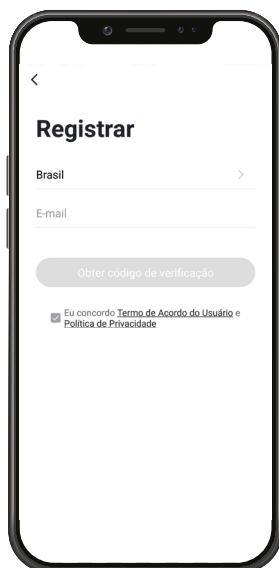 Registrar
Brasil
E-mail
Obter código de verificação
Eu concordo Termo de Acordo do Usuário e
Política de Privacidade